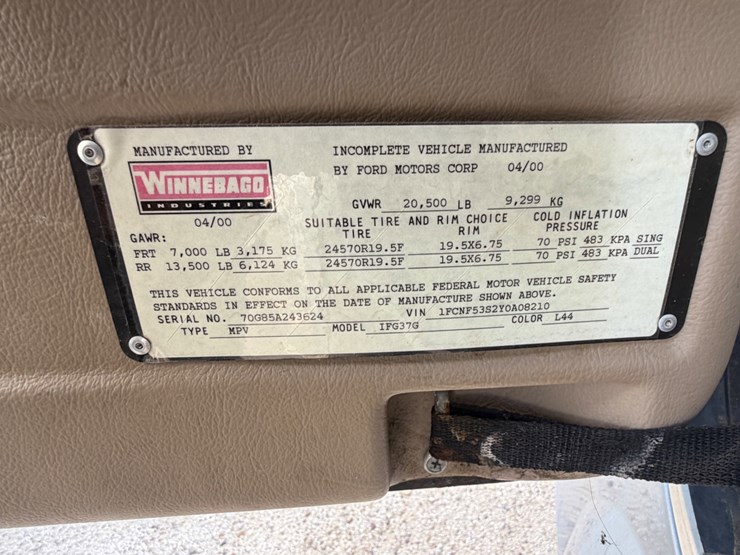 MANUFACTURED BY
WINNEBAGO
INDUSTRIES
04/00
INCOMPLETE VEHICLE MANUFACTURED
BY FORD MOTORS CORP 04/00
GVWR 20,500 LB 9,299 KG
SUITABLE TIRE AND RIM CHOICE COLD INFLATION
GAWR: TIRE RIM PRESSURE
FRT 7,000 LB 3,175 KG 24570R19.5F 19.5X6.75 70 PSI 483 KPA SING
RR 13,500 LB 6,124 KG 24570R19.5F 19.5X6.75 70 PSI 483 KPA DUAL
THIS VEHICLE CONFORMS TO ALL APPLICABLE FEDERAL MOTOR VEHICLE SAFETY
STANDARDS IN EFFECT ON THE DATE OF MANUFACTURE SHOWN ABOVE.
SERIAL NO. 70G85A243624 VIN 1FCNF53S2Y0A08210
TYPE MPV MODEL IFG37G COLOR L44